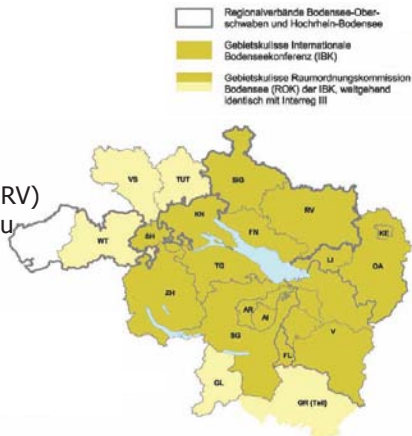 Regionalverbände Bodensee-Ober-
schwaben und Hochrhein-Bodensee
Gebietskulisse Internationale
Bodenseekonferenz (IBK)
Gebietskulisse Raumordnungskommission
Bodensee (ROK) der IBK, weitgehend
identisch mit Interreg III
RV)
u
VS
TUT
SIG
RV
WT
SH
KN
FN
KE
LI
OA
TG
ZH
AR
AI
SG
V
FL
GL
GR (Teil)